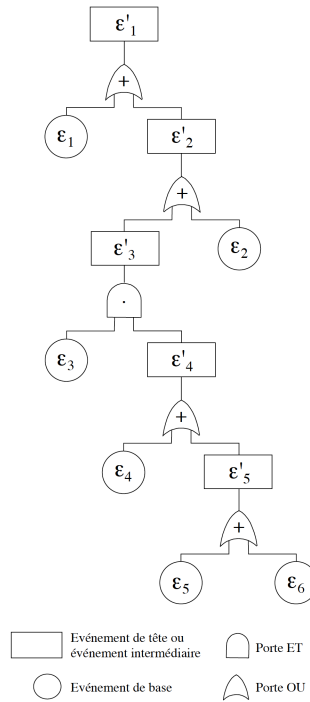 ε'1
+
ε1
ε'2
+
ε'3
ε2
.
ε3
ε'4
+
ε4
ε'5
+
ε5
ε6
Evénement de tête ou
événement intermédiaire
Porte ET
Evénement de base
Porte OU